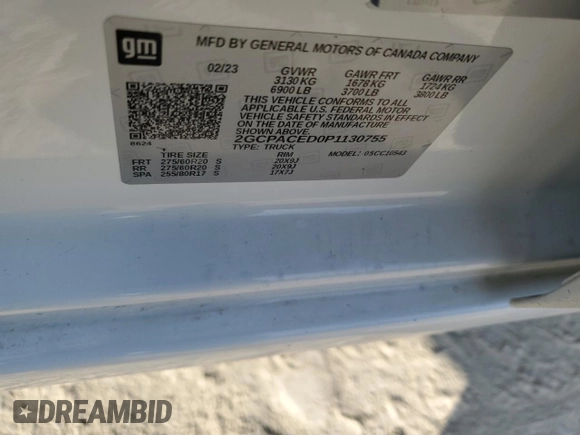 gm
MFD BY GENERAL MOTORS OF CANADA COMPANY
02/23 GVWR GAWR FRT GAWR RR
3130 KG 1678 KG 1724 KG
6900 LB 3700 LB 3800 LB
THIS VEHICLE CONFORMS TO ALL
APPLICABLE U.S. FEDERAL MOTOR
VEHICLE SAFETY STANDARDS IN EFFECT
ON THE DATE OF MANUFACTURE
2GCPACED0P1130755
8624 TYPE: TRUCK MODEL: 05CC10543
TIRE SIZE RIM
FRT 275/60R20 S 20X9J
RR 275/60R20 S 20X9J
SPA 255/80R17 S 17X7J
DREAMBID